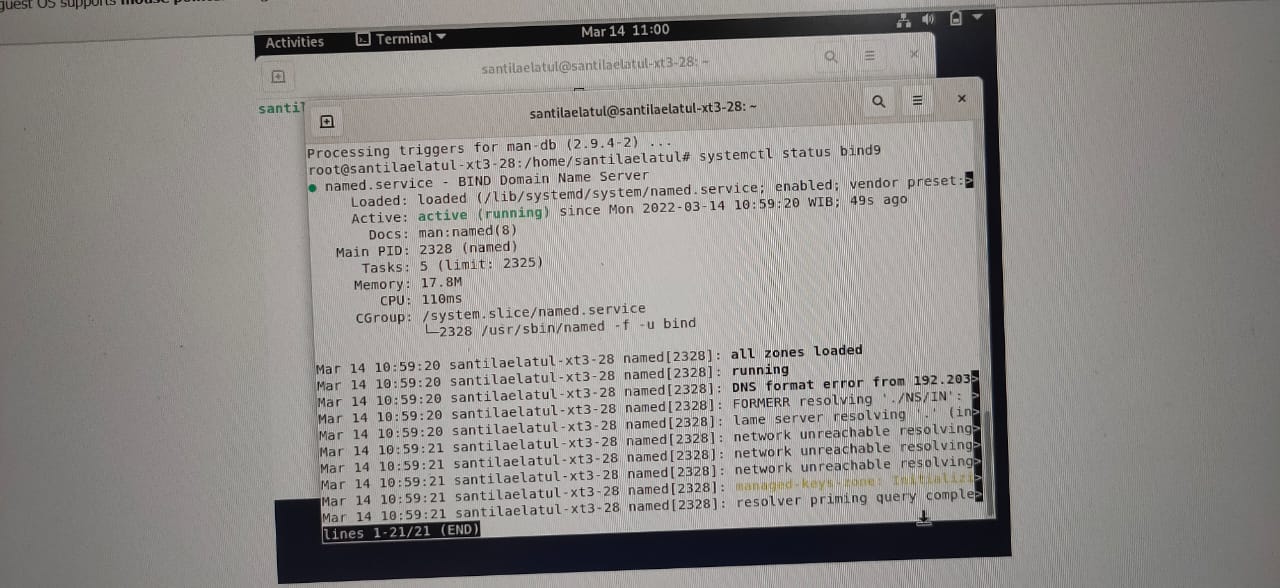 guest OS supports mouse
Activities
Terminal
Mar 14 11:00
santilaelatul@santilaelatul-xt3-28: ~
santil
santilaelatul@santilaelatul-xt3-28: ~
Processing triggers for man-db (2.9.4-2) ...
root@santilaelatul-xt3-28:/home/santilaelatul# systemctl status bind9
● named.service - BIND Domain Name Server
Loaded: loaded (/lib/systemd/system/named.service; enabled; vendor preset:>
Active: active (running) since Mon 2022-03-14 10:59:20 WIB; 49s ago
Docs: man:named(8)
Main PID: 2328 (named)
Tasks: 5 (limit: 2325)
Memory: 17.8M
CPU: 110ms
CGroup: /system.slice/named.service
└─2328 /usr/sbin/named -f -u bind
Mar 14 10:59:20 santilaelatul-xt3-28 named[2328]: all zones loaded
Mar 14 10:59:20 santilaelatul-xt3-28 named[2328]: running
Mar 14 10:59:20 santilaelatul-xt3-28 named[2328]: DNS format error from 192.203>
Mar 14 10:59:20 santilaelatul-xt3-28 named[2328]: FORMERR resolving './NS/IN': >
Mar 14 10:59:20 santilaelatul-xt3-28 named[2328]: lame server resolving '.' (in>
Mar 14 10:59:21 santilaelatul-xt3-28 named[2328]: network unreachable resolving>
Mar 14 10:59:21 santilaelatul-xt3-28 named[2328]: network unreachable resolving>
Mar 14 10:59:21 santilaelatul-xt3-28 named[2328]: network unreachable resolving>
Mar 14 10:59:21 santilaelatul-xt3-28 named[2328]: managed-keys-zone: Initializi>
Mar 14 10:59:21 santilaelatul-xt3-28 named[2328]: resolver priming query comple>
lines 1-21/21 (END)